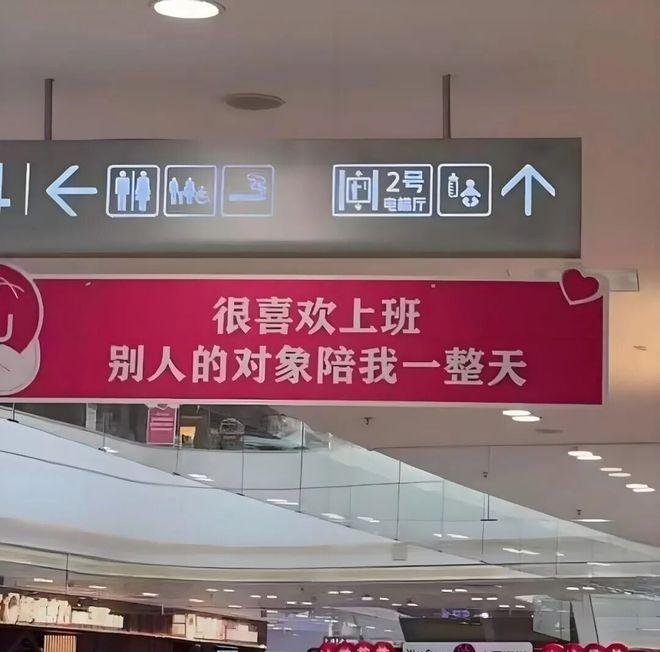 2号
电梯厅
很喜欢上班
别人的对象陪我一整天